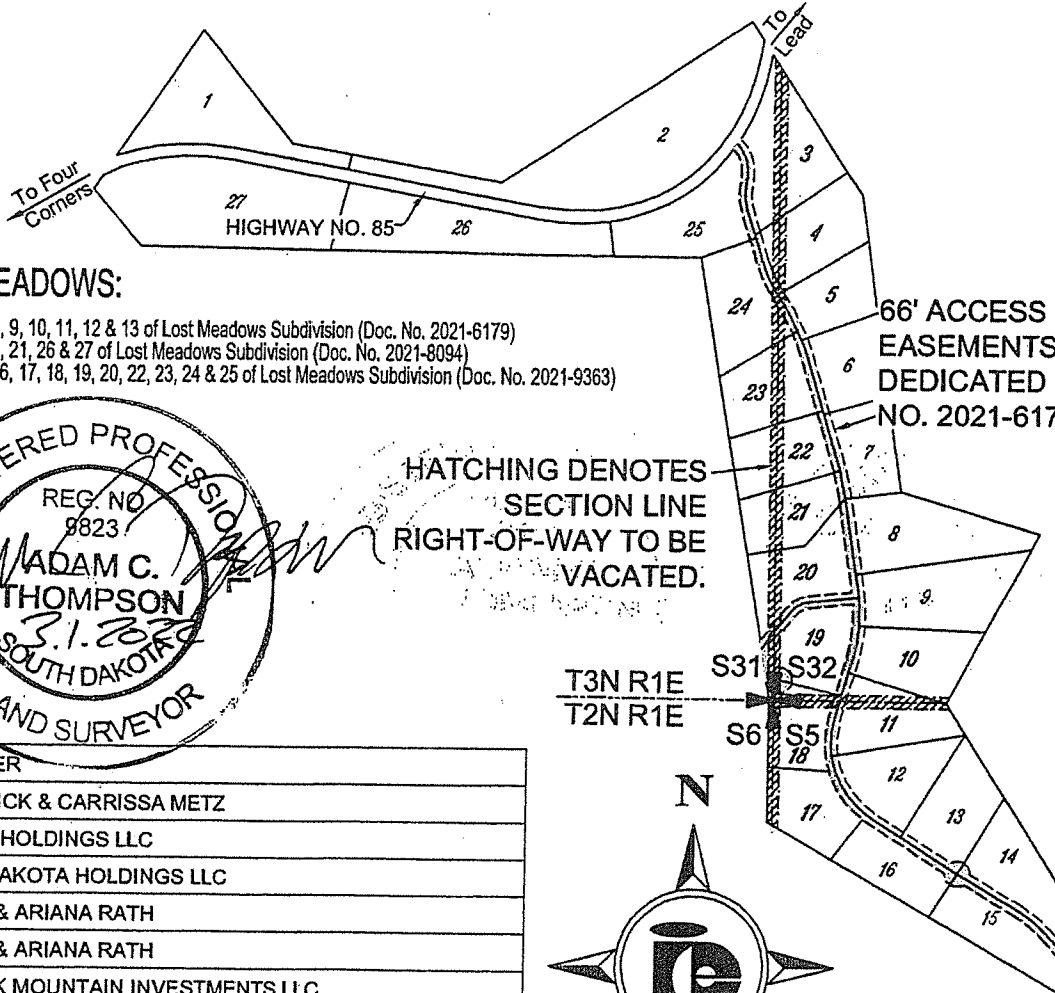 To
Lead
1
2
3
To Four
Corners
27
HIGHWAY NO. 85
26
25
4
EADOWS:
24
5
, 9, 10, 11, 12 & 13 of Lost Meadows Subdivision (Doc. No. 2021-6179)
, 21, 26 & 27 of Lost Meadows Subdivision (Doc. No. 2021-8094)
6, 17, 18, 19, 20, 22, 23, 24 & 25 of Lost Meadows Subdivision (Doc. No. 2021-9363)
66' ACCESS
EASEMENTS
DEDICATED
NO. 2021-617
6
23
22
7
HATCHING DENOTES
SECTION LINE
RIGHT-OF-WAY TO BE
VACATED.
21
8
20
9
19
10
ERED PROFESSIONAL
REG. NO
9823
ADAM C.
THOMPSON
SOUTH DAKOTA
AND SURVEYOR
T3N R1E
T2N R1E
S31
S32
S6
S5
11
18
12
17
13
14
16
15
ER
CK & CARRISSA METZ
HOLDINGS LLC
AKOTA HOLDINGS LLC
& ARIANA RATH
& ARIANA RATH
K MOUNTAIN INVESTMENTS LLC
N